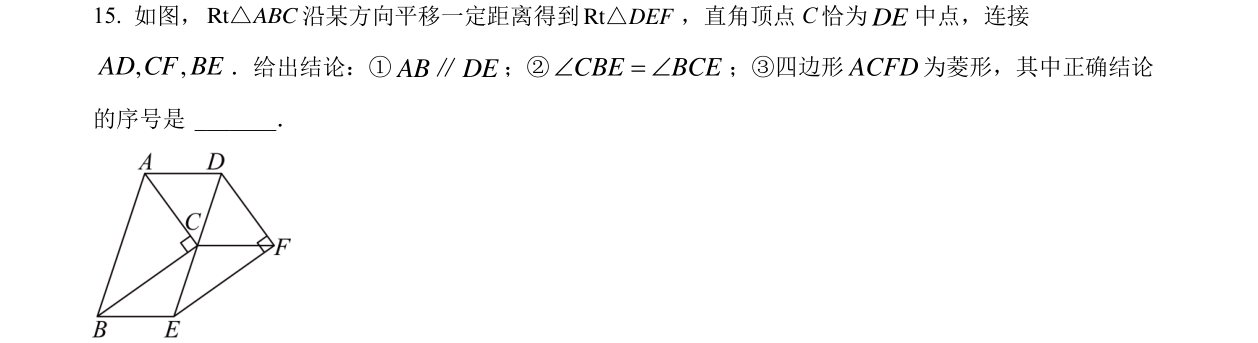 15. 如图，Rt△ABC沿某方向平移一定距离得到Rt△DEF，直角顶点 C恰为DE中点，连接
AD,CF,BE．给出结论：①AB∥DE；②∠CBE=∠BCE；③四边形ACFD为菱形，其中正确结论
的序号是 _______．
A D
C
F
B E